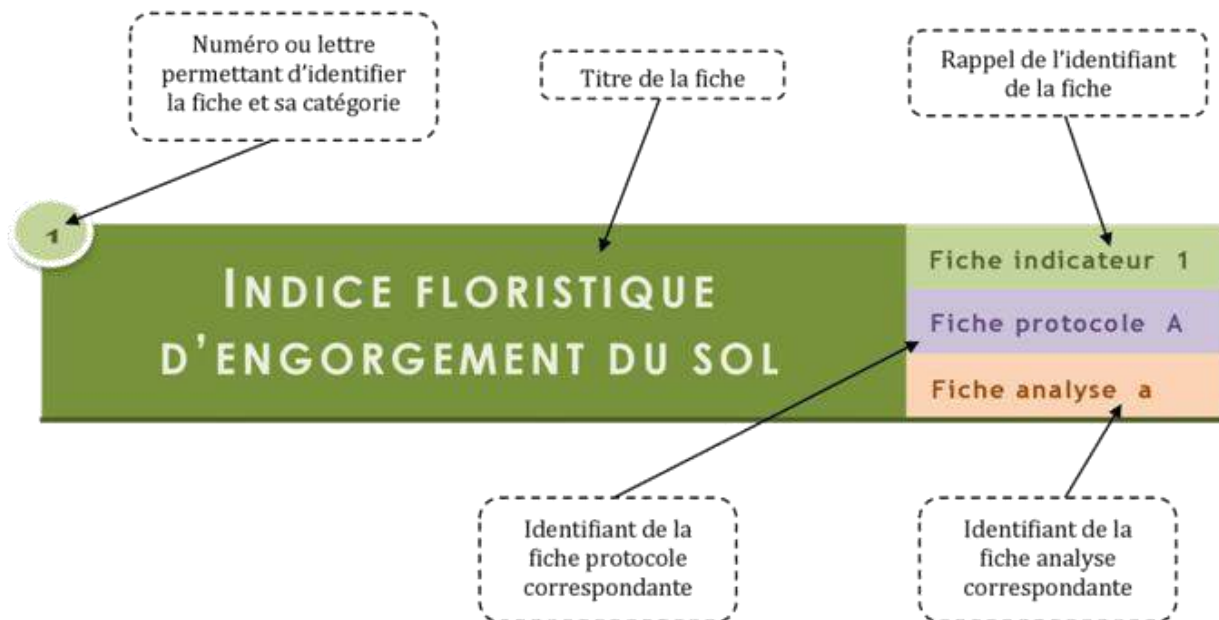 Numéro ou lettre
permettant d'identifier
la fiche et sa catégorie
Titre de la fiche
Rappel de l'identifiant
de la fiche
1
INDICE FLORISTIQUE
D'ENGORGEMENT DU SOL
Fiche indicateur 1
Fiche protocole A
Fiche analyse a
Identifiant de la
fiche protocole
correspondante
Identifiant de la
fiche analyse
correspondante